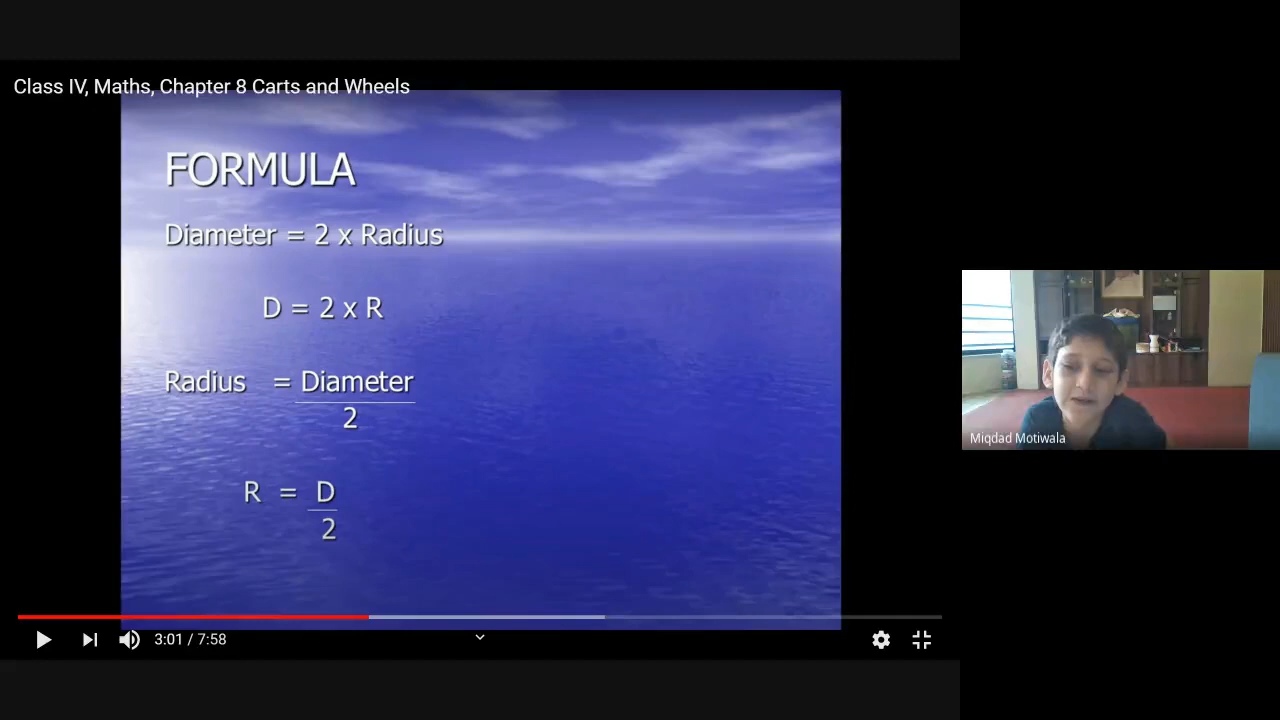 Class IV, Maths, Chapter 8 Carts and Wheels
FORMULA
Diameter = 2 x Radius
D = 2 x R
Radius = Diameter
2
R = D
2
3:01 / 7:58
Miqdad Motiwala